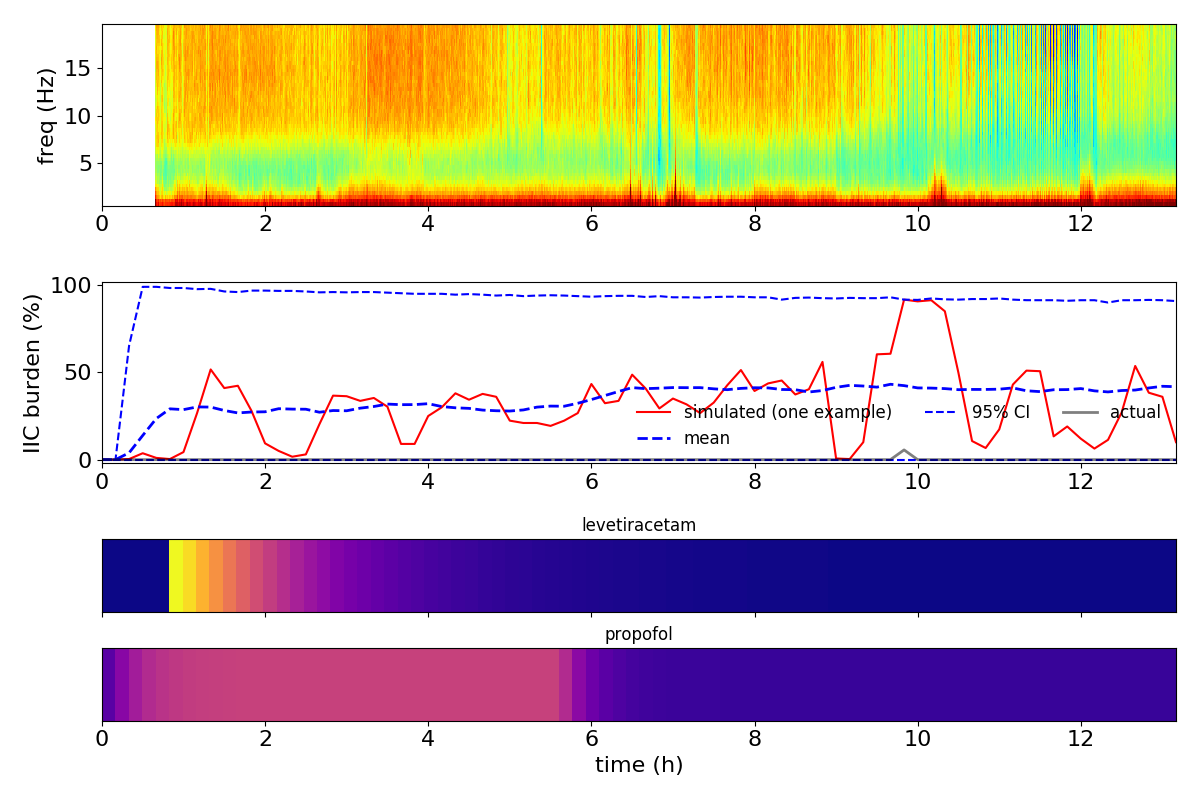 freq (Hz)
15
10
5
0 2 4 6 8 10 12
IIC burden (%)
100
50
0
simulated (one example)
mean
95% CI
actual
0 2 4 6 8 10 12
levetiracetam
propofol
0 2 4 6 8 10 12
time (h)